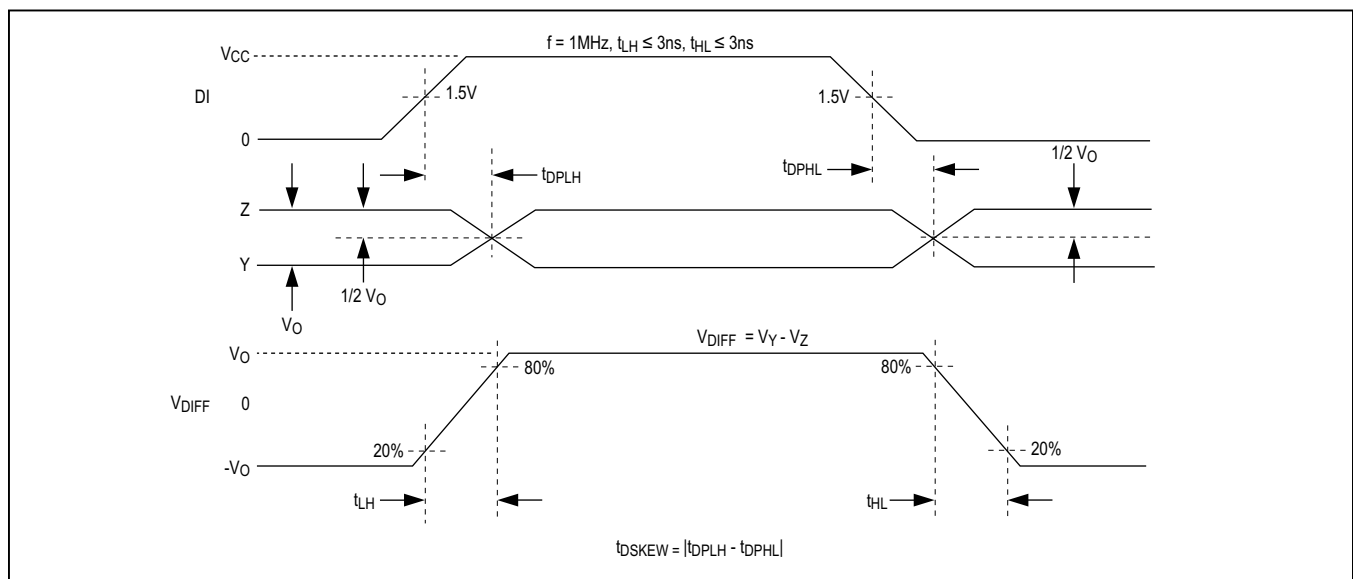 VCC
f = 1MHz, tLH ≤ 3ns, tHL ≤ 3ns
DI
1.5V
1.5V
0
tDPLH
tDPHL
1/2 VO
Z
Y
1/2 VO
VO
VDIFF = VY - VZ
VO
80%
80%
VDIFF 0
20%
20%
-VO
tLH
tHL
tDSKEW = |tDPLH - tDPHL|